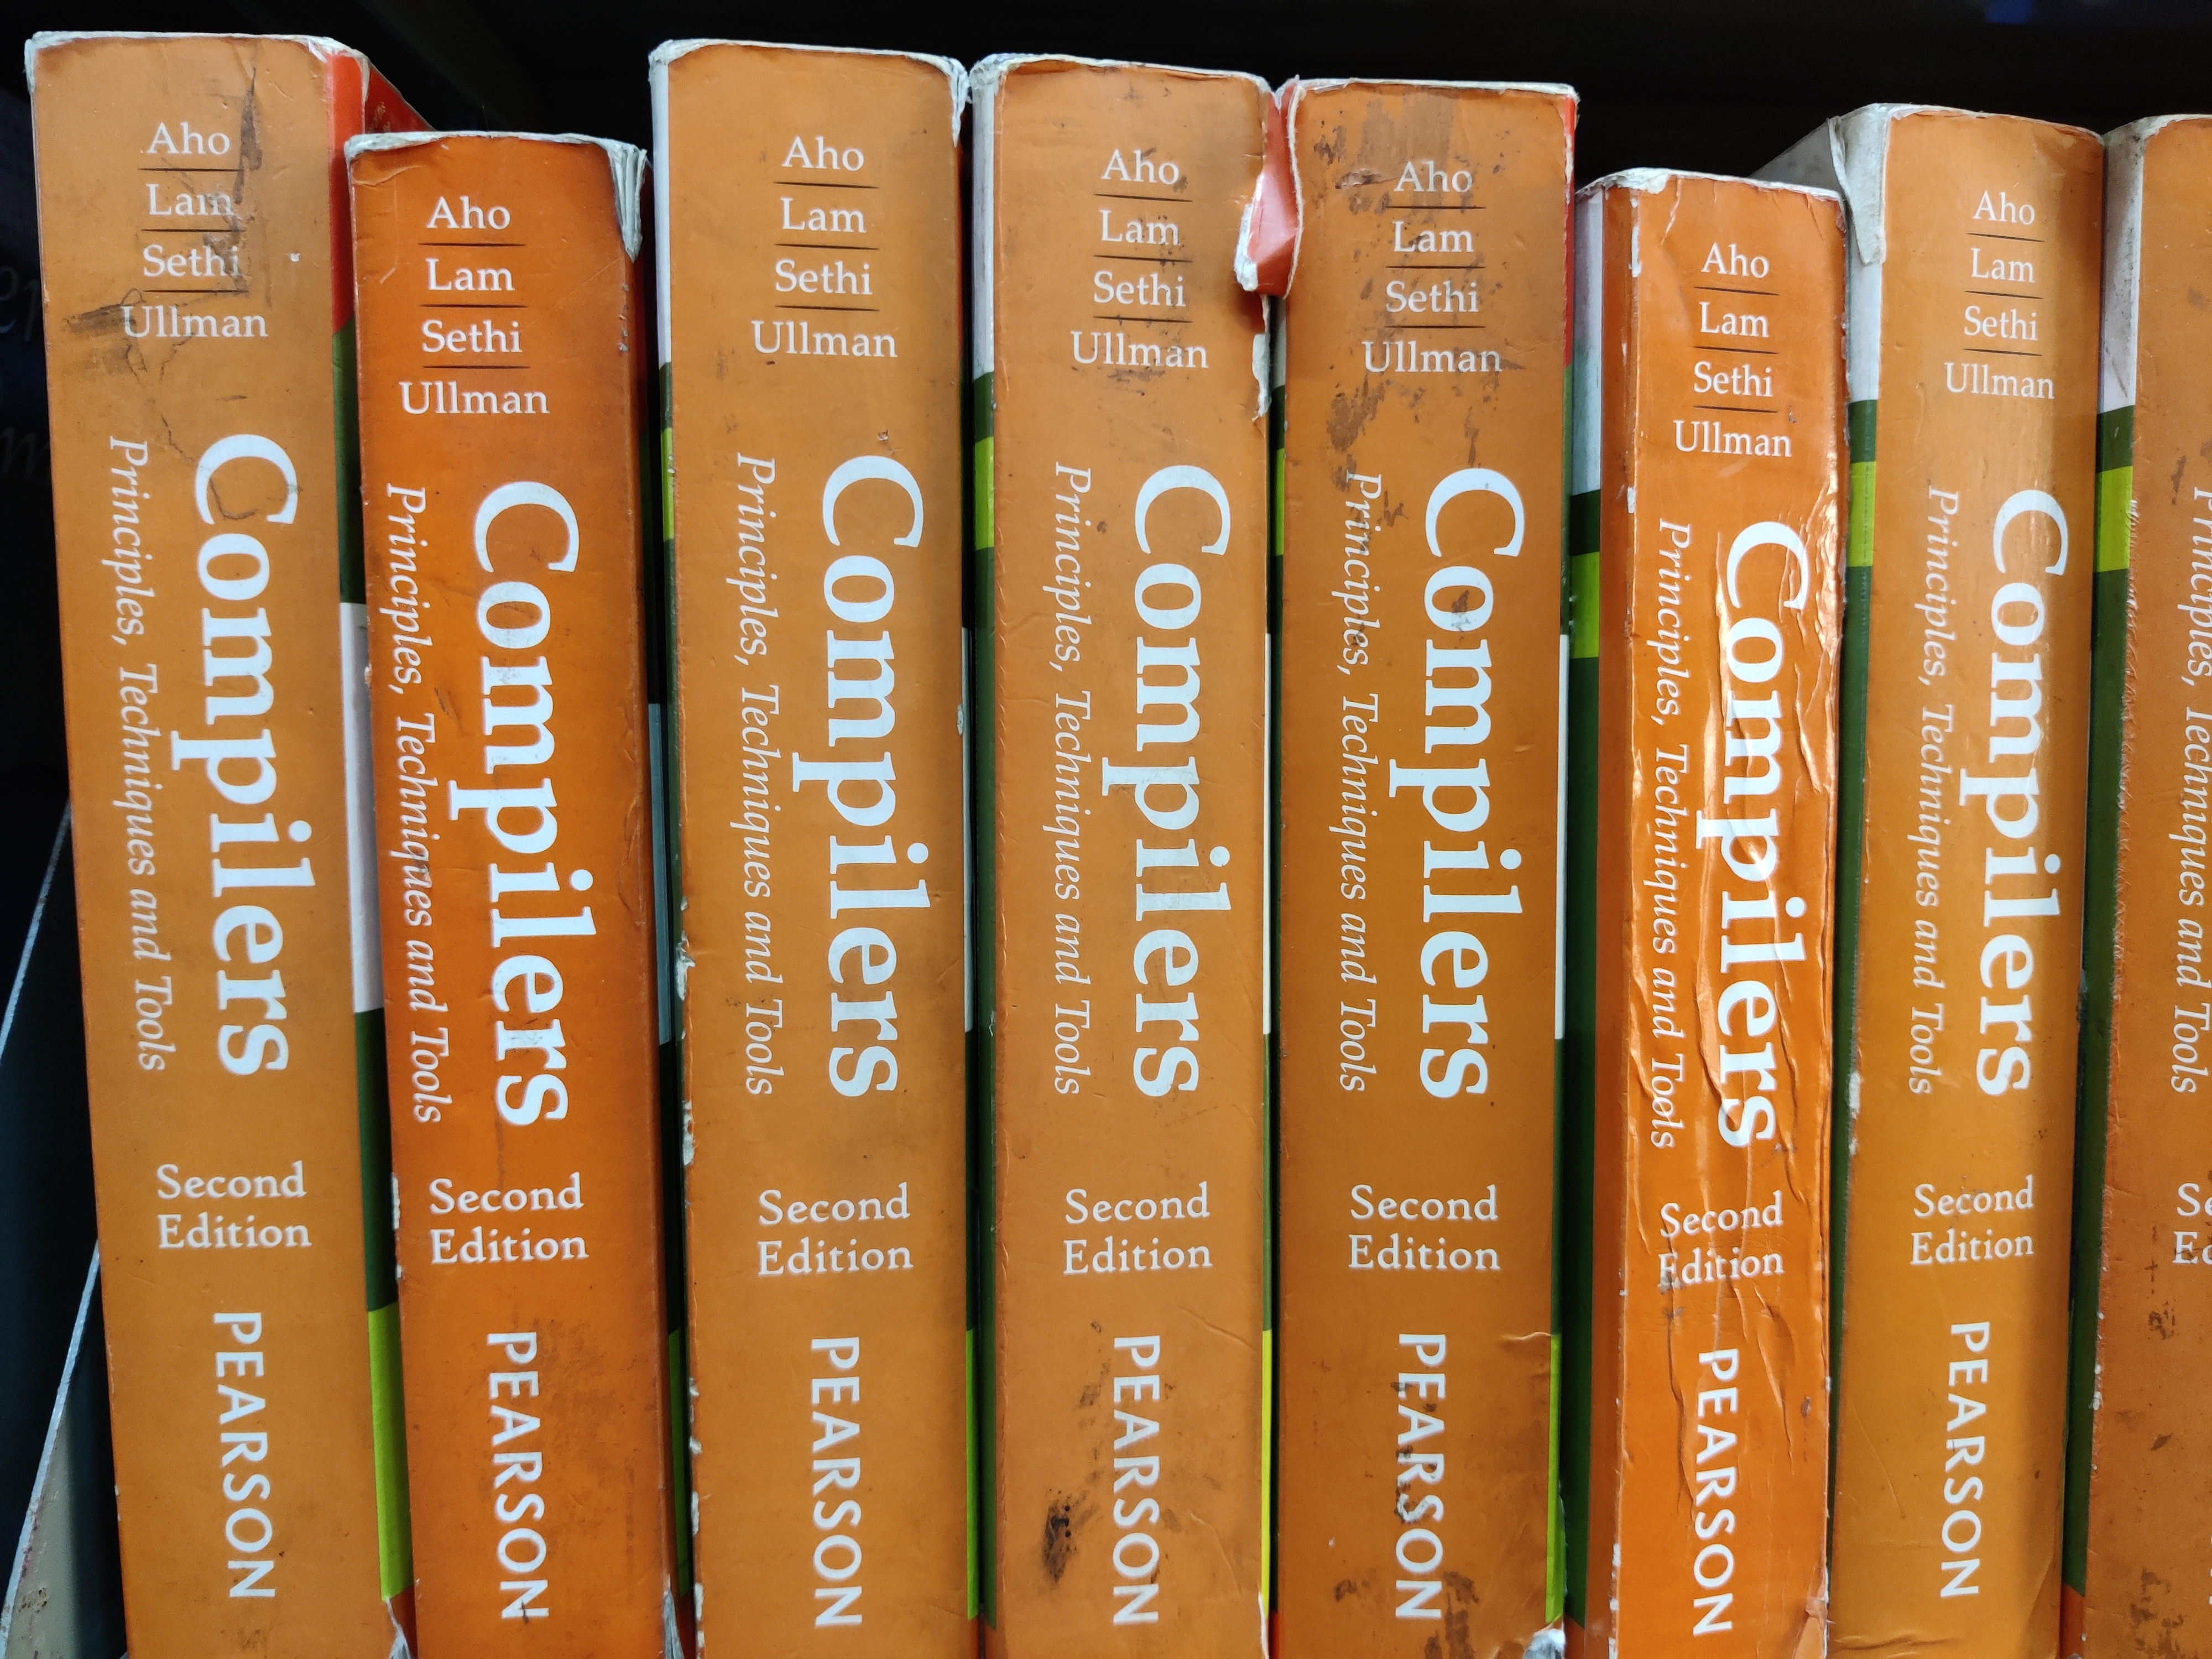 Aho
Lam
Sethi
Ullman
Compilers
Principles, Techniques and Tools
Second
Edition
PEARSON
Aho
Lam
Sethi
Ullman
Compilers
Principles, Techniques and Tools
Second
Edition
PEARSON
Aho
Lam
Sethi
Ullman
Compilers
Principles, Techniques and Tools
Second
Edition
PEARSON
Aho
Lam
Sethi
Ullman
Compilers
Principles, Techniques and Tools
Second
Edition
PEARSON
Aho
Lam
Sethi
Ullman
Compilers
Principles, Techniques and Tools
Second
Edition
PEARSON
Aho
Lam
Sethi
Ullman
Compilers
Principles, Techniques and Tools
Second
Edition
PEARSON
Aho
Lam
Sethi
Ullman
Compilers
Principles, Techniques and Tools
Second
Edition
PEARSON
Principles, Techniques and Tools